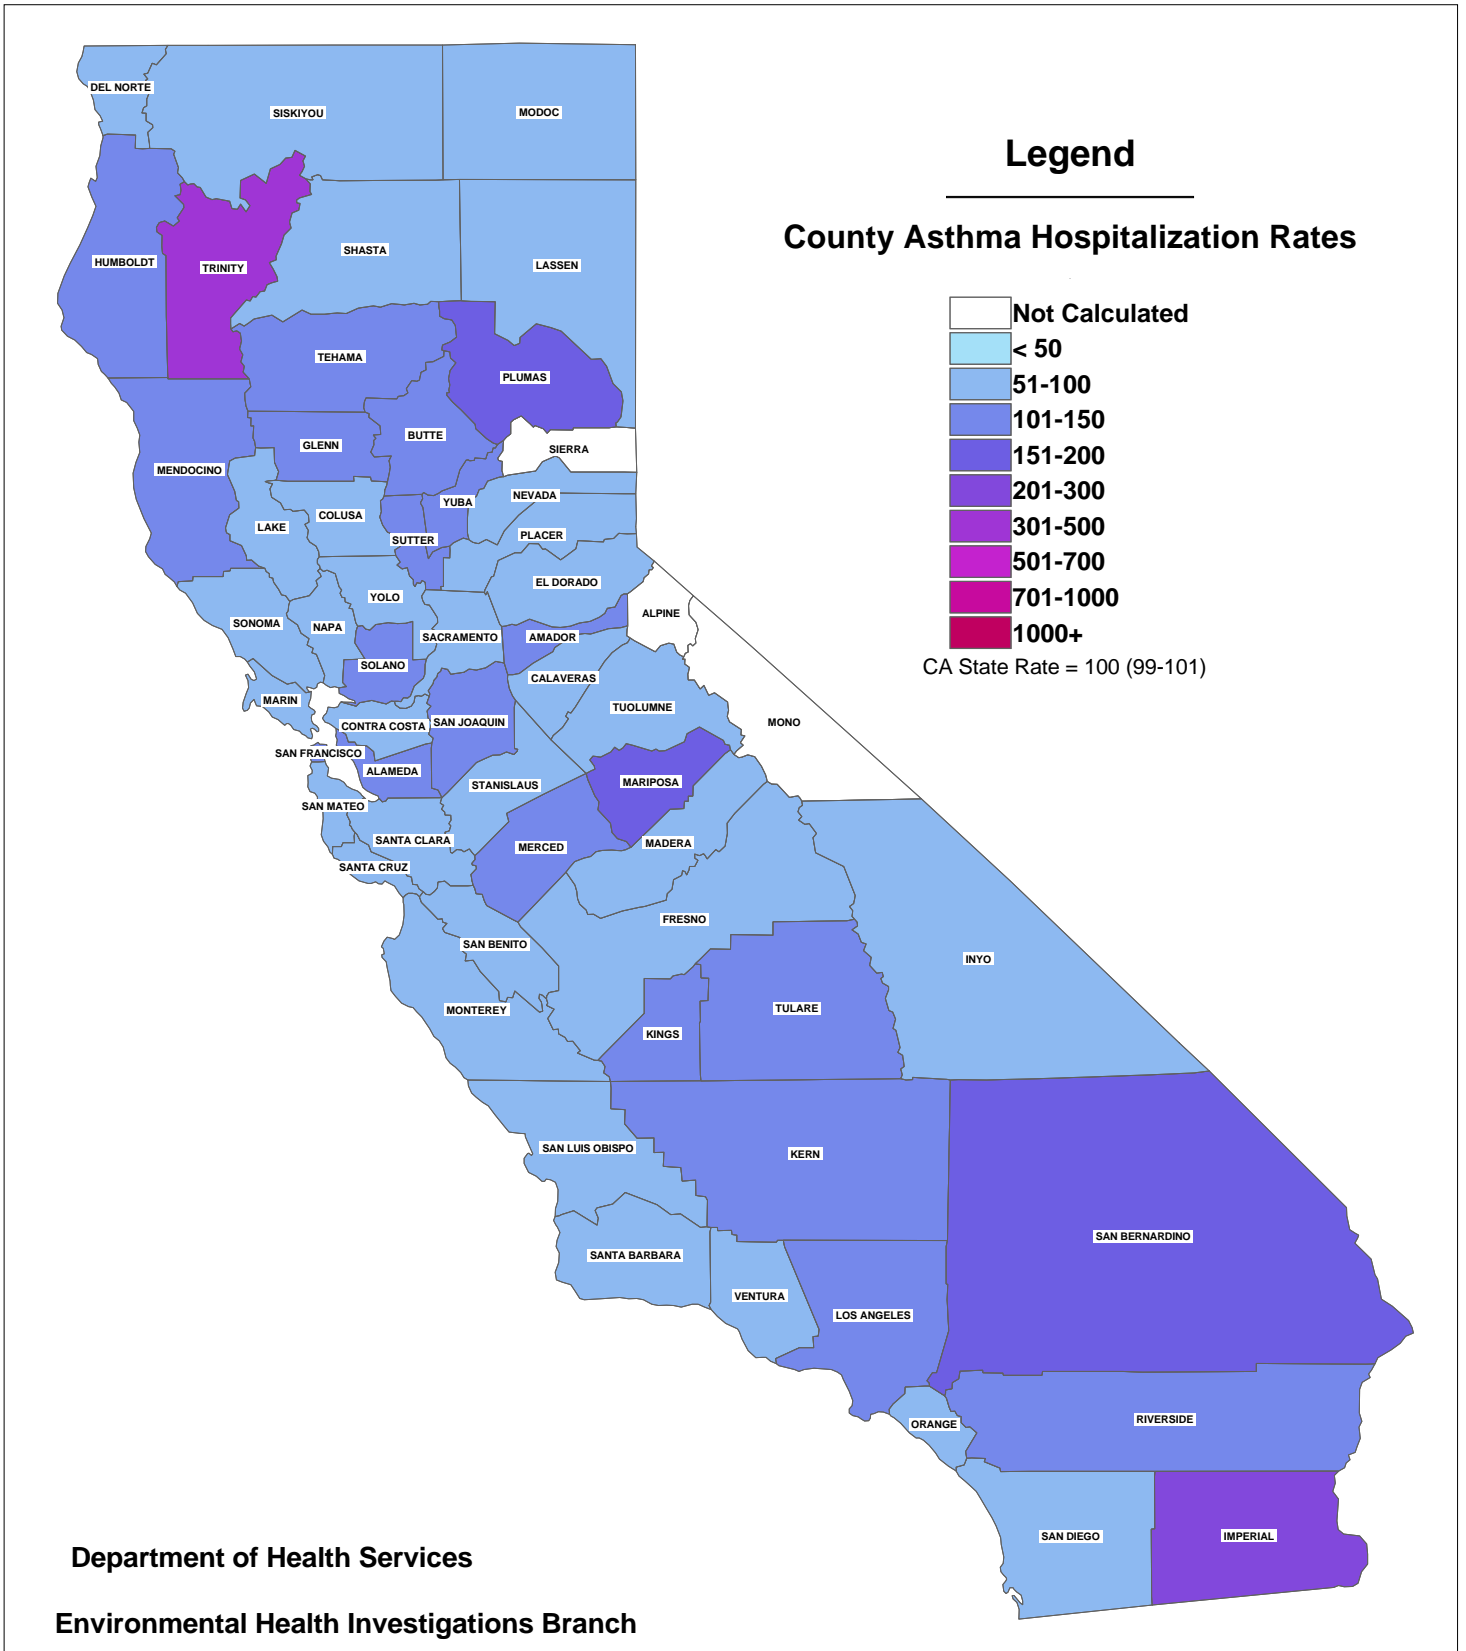 DEL NORTE
SISKIYOU
MODOC
Legend
County Asthma Hospitalization Rates
HUMBOLDT
TRINITY
SHASTA
LASSEN
Not Calculated
< 50
51-100
101-150
151-200
201-300
301-500
501-700
701-1000
1000+
CA State Rate = 100 (99-101)
TEHAMA
PLUMAS
MENDOCINO
GLENN
BUTTE
SIERRA
LAKE
COLUSA
YUBA
NEVADA
SUTTER
PLACER
EL DORADO
SONOMA
NAPA
YOLO
SACRAMENTO
AMADOR
ALPINE
SOLANO
CALAVERAS
MARIN
CONTRA COSTA
SAN JOAQUIN
TUOLUMNE
MONO
SAN FRANCISCO
ALAMEDA
STANISLAUS
MARIPOSA
SAN MATEO
SANTA CLARA
MERCED
MADERA
SANTA CRUZ
FRESNO
SAN BENITO
INYO
MONTEREY
KINGS
TULARE
SAN LUIS OBISPO
KERN
SANTA BARBARA
SAN BERNARDINO
VENTURA
LOS ANGELES
ORANGE
RIVERSIDE
SAN DIEGO
IMPERIAL
Department of Health Services
Environmental Health Investigations Branch